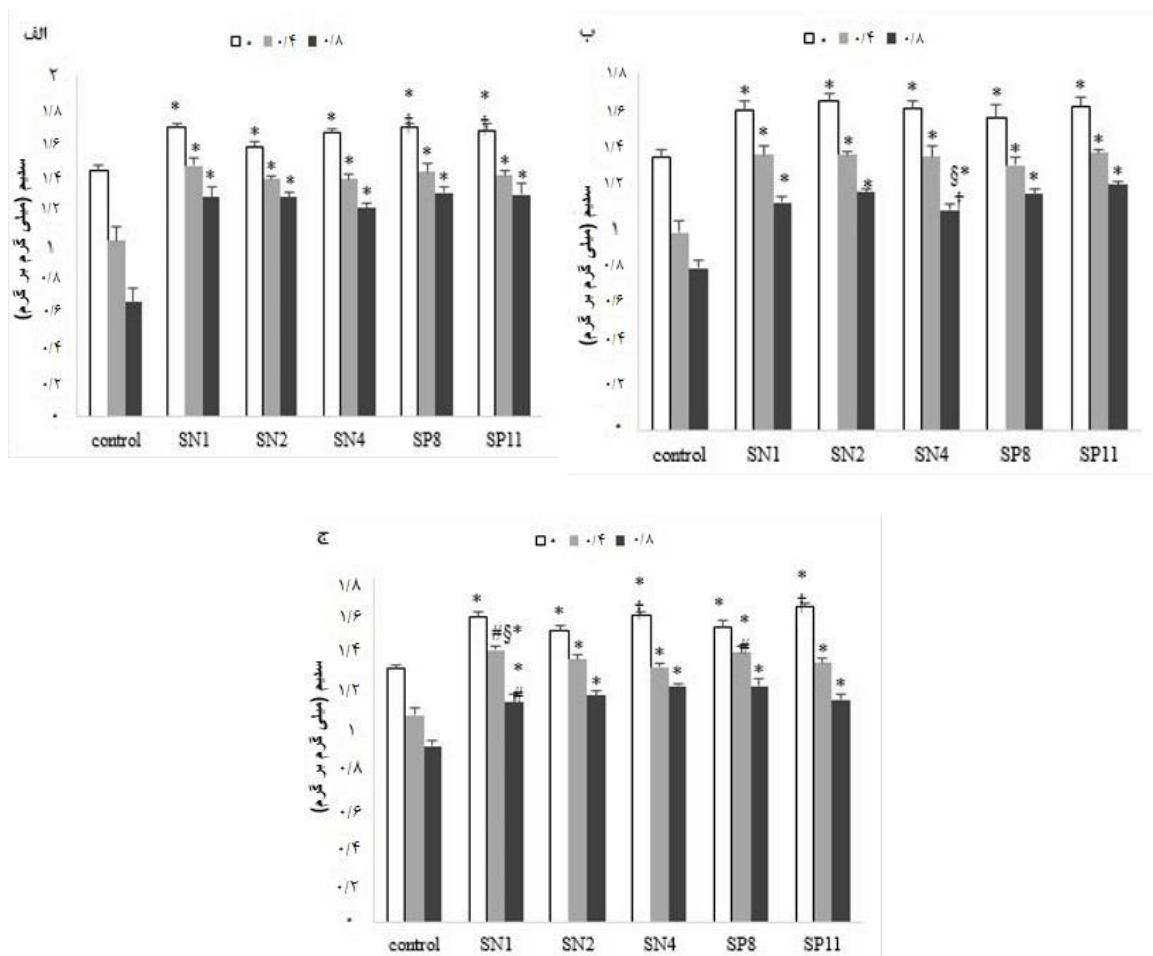 الف
۰ ۰/۴ ۰/۸
سدیم (میلی گرم بر گرم)
۲
۱/۸
۱/۶
۱/۴
۱/۲
۱
۰/۸
۰/۶
۰/۴
۰/۲
۰
* * * * *
‡ ‡
* * * * *
* * * * *
control SN1 SN2 SN4 SP8 SP11
ب
۰ ۰/۴ ۰/۸
سدیم (میلی گرم بر گرم)
۱/۸
۱/۶
۱/۴
۱/۲
۱
۰/۸
۰/۶
۰/۴
۰/۲
۰
* * * * *
* * * * *
* * § * * *
‡
control SN1 SN2 SN4 SP8 SP11
ج
۰ ۰/۴ ۰/۸
سدیم (میلی گرم بر گرم)
۱/۸
۱/۶
۱/۴
۱/۲
۱
۰/۸
۰/۶
۰/۴
۰/۲
۰
* * * * *
‡ ‡
#§* * * * *
#
* * * * *
#
control SN1 SN2 SN4 SP8 SP11